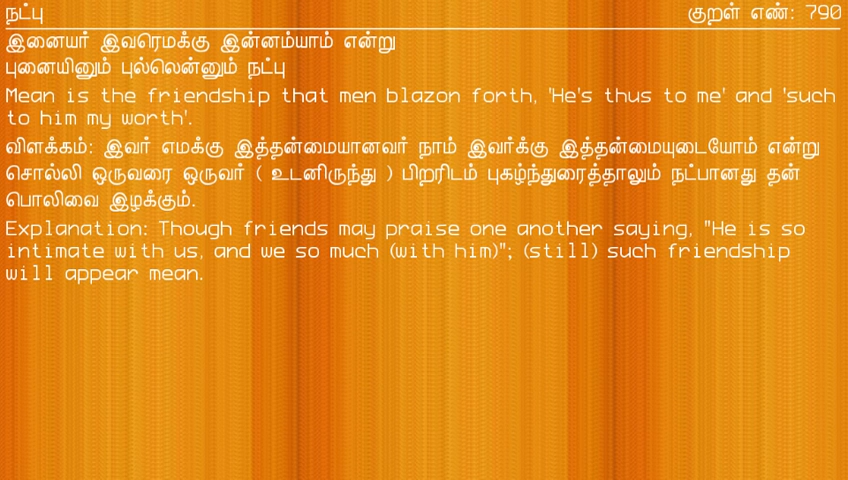 நட்பு குறள் எண்: 790
இனையர் இவரெமக்கு இன்னம்யாம் என்று
புனையினும் புல்லென்னும் நட்பு
Mean is the friendship that men blazon forth, 'He's thus to me' and 'such
to him my worth'.
விளக்கம்: இவர் எமக்கு இத்தன்மையானவர் நாம் இவர்க்கு இத்தன்மையுடையோம் என்று
சொல்லி ஒருவரை ஒருவர் ( உடனிருந்து ) பிறரிடம் புகழ்ந்துரைத்தாலும் நட்பானது தன்
பொலிவை இழக்கும்.
Explanation: Though friends may praise one another saying, "He is so
intimate with us, and we so much (with him)"; (still) such friendship
will appear mean.